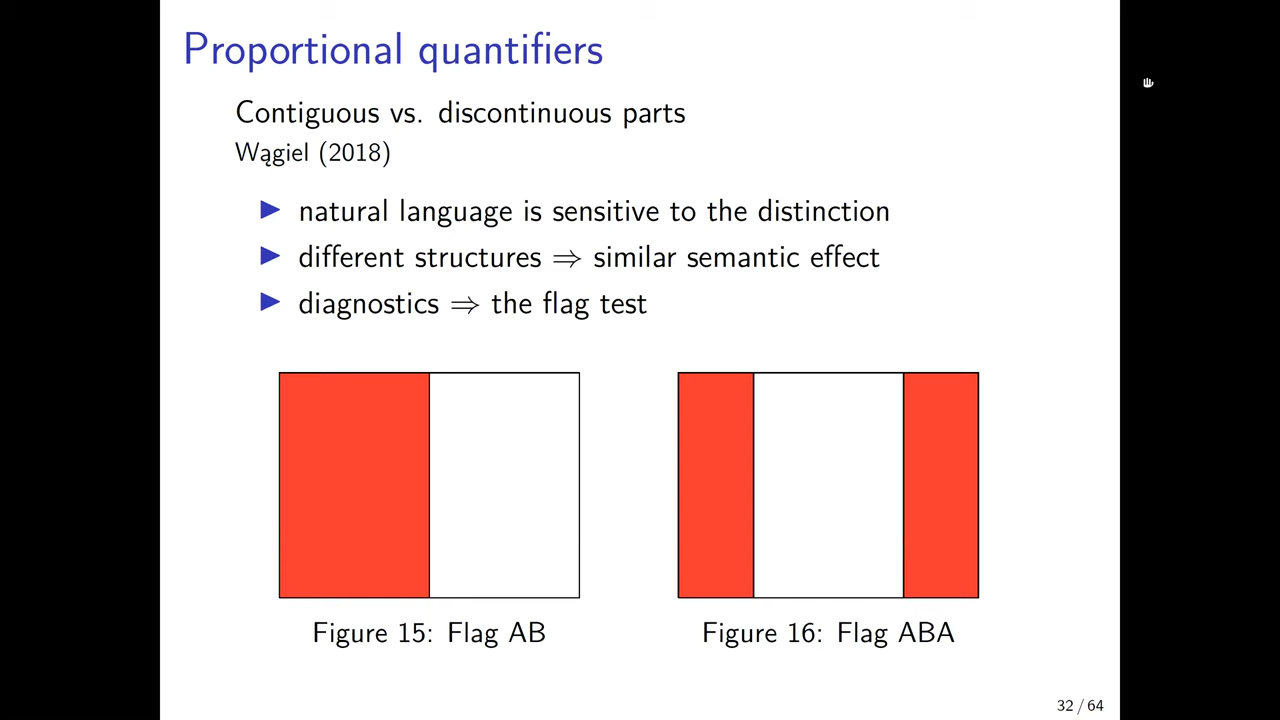 Proportional quantifiers
Contiguous vs. discontinuous parts
Wągiel (2018)
▶ natural language is sensitive to the distinction
▶ different structures ⇒ similar semantic effect
▶ diagnostics ⇒ the flag test
Figure 15: Flag AB
Figure 16: Flag ABA
32 / 64